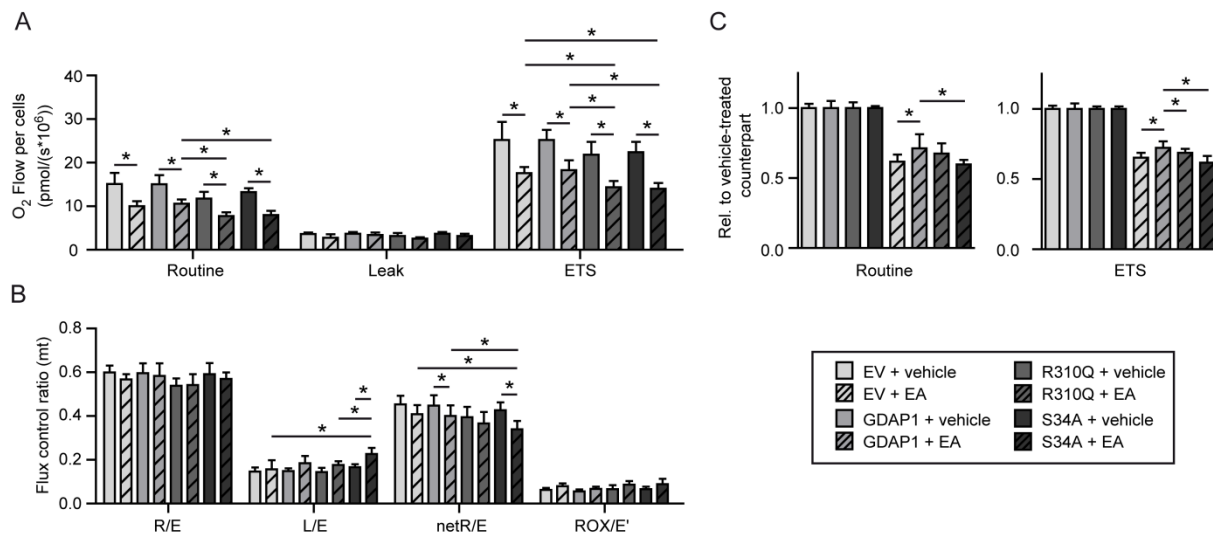 A
O2 Flow per cells
(pmol/(s*10⁶))
40
30
20
10
0
* * * * * * * * * * * * * *
Routine
Leak
ETS
B
Flux control ratio (mt)
0.8
0.6
0.4
0.2
0.0
* * * * * * *
R/E
L/E
netR/E
ROX/E'
C
Rel. to vehicle-treated
counterpart
1.0
0.5
0.0
* *
Routine
1.0
0.5
0.0
* * *
ETS
EV + vehicle
EV + EA
GDAP1 + vehicle
GDAP1 + EA
R310Q + vehicle
R310Q + EA
S34A + vehicle
S34A + EA